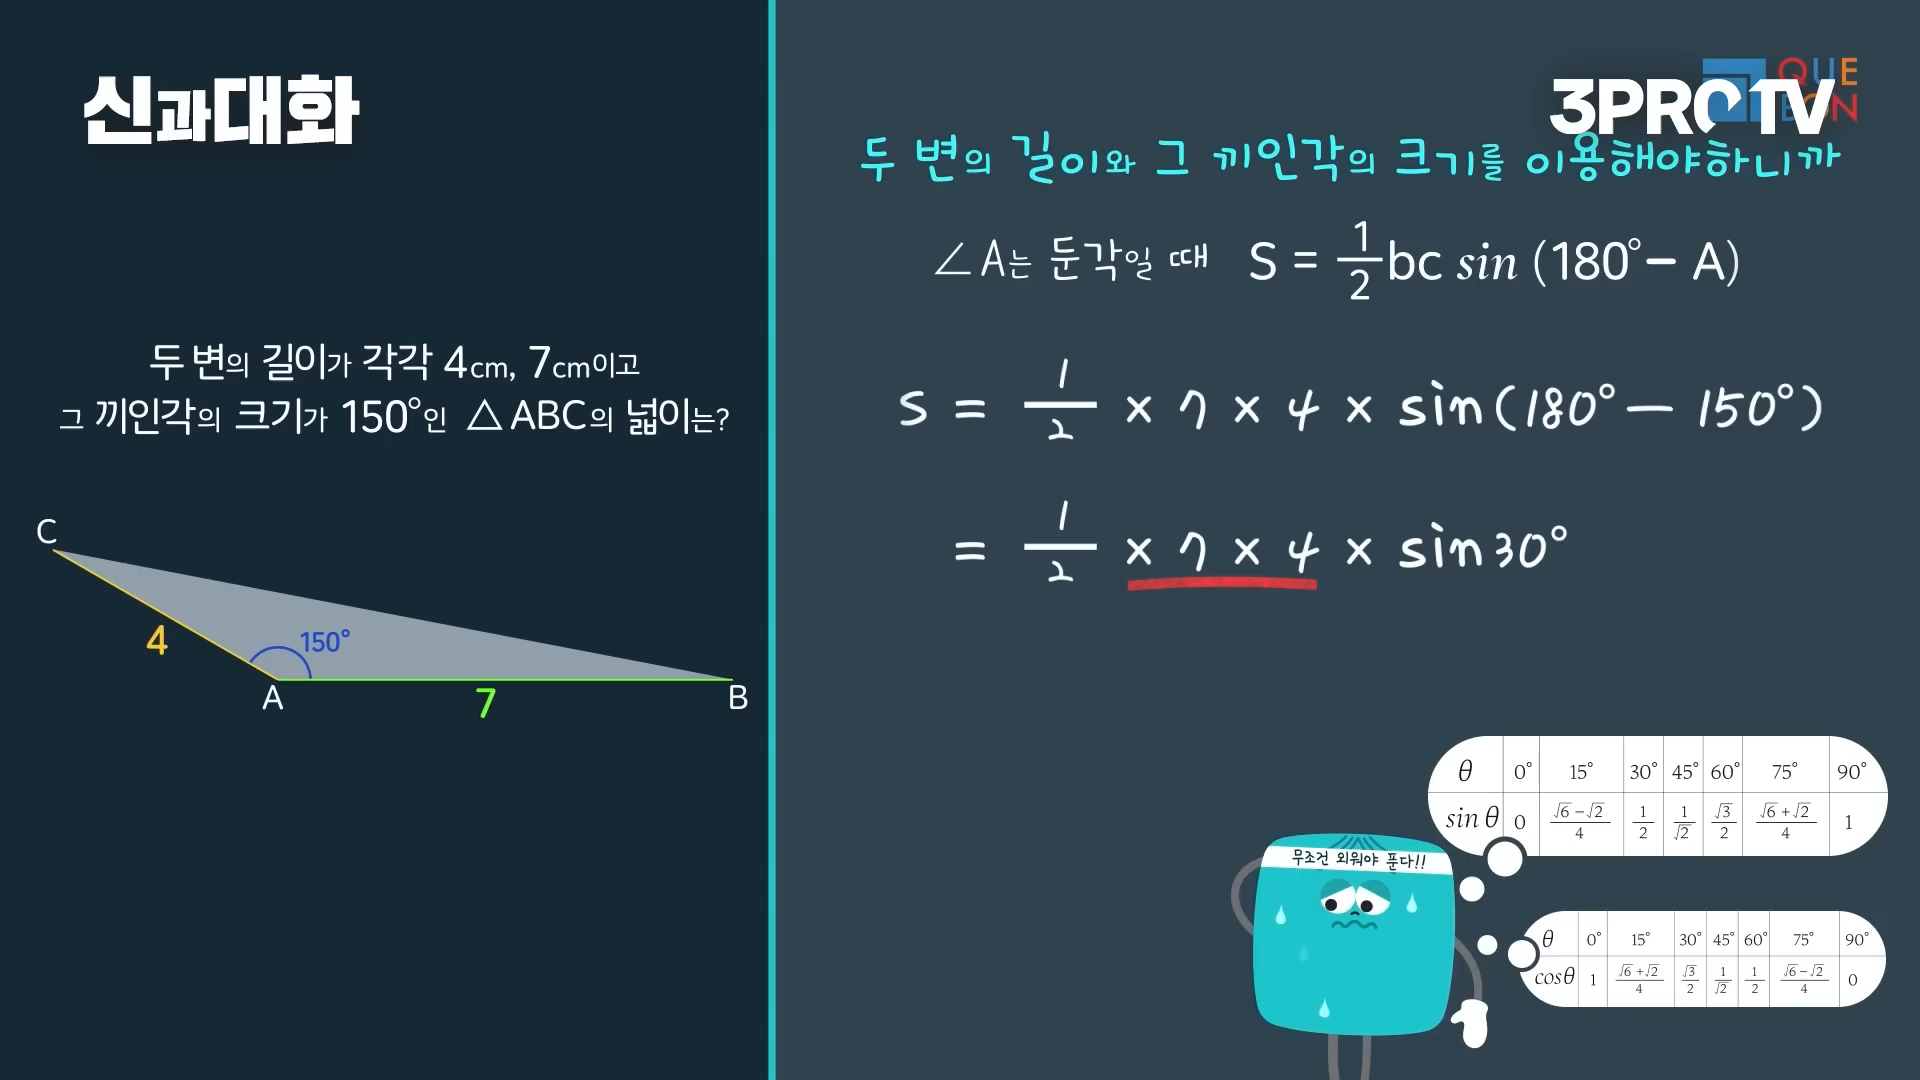 신과대화
3PROTV
QUE
두 변의 길이와 그 끼인각의 크기를 이용해야하니까
∠A는 둔각일 때 S = 1/2 bc sin (180° − A)
두 변의 길이가 각각 4cm, 7cm이고
그 끼인각의 크기가 150°인 △ABC의 넓이는?
S = 1/2 × 7 × 4 × sin(180° − 150°)
= 1/2 × 7 × 4 × sin30°
C
4
150°
A
7
B
θ 0° 15° 30° 45° 60° 75° 90°
sin θ 0 (√6−√2)/4 1/2 1/√2 √3/2 (√6+√2)/4 1
무조건 외워야 푼다!!
θ 0° 15° 30° 45° 60° 75° 90°
cosθ 1 (√6+√2)/4 √3/2 1/√2 1/2 (√6−√2)/4 0